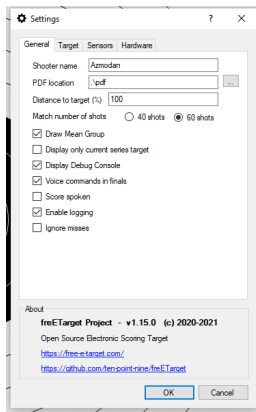 Settings
General Target Sensors Hardware
Shooter name Azmodan
PDF location .\pdf ...
Distance to target (%) 100
Match number of shots 40 shots 60 shots
Draw Mean Group
Display only current series target
Display Debug Console
Voice commands in finals
Score spoken
Enable logging
Ignore misses
About
freETarget Project - v1.15.0 (c) 2020-2021
Open Source Electronic Scoring Target
https://free-e-target.com/
https://github.com/ten-point-nine/freETarget
OK Cancel